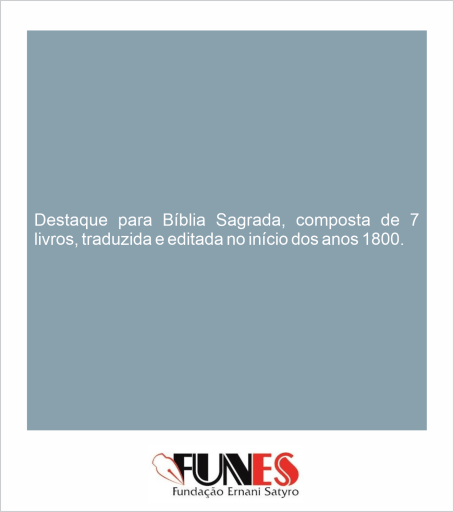 Destaque para Bíblia Sagrada, composta de 7
livros, traduzida e editada no início dos anos 1800.
FUNES
Fundação Ernani Satyro